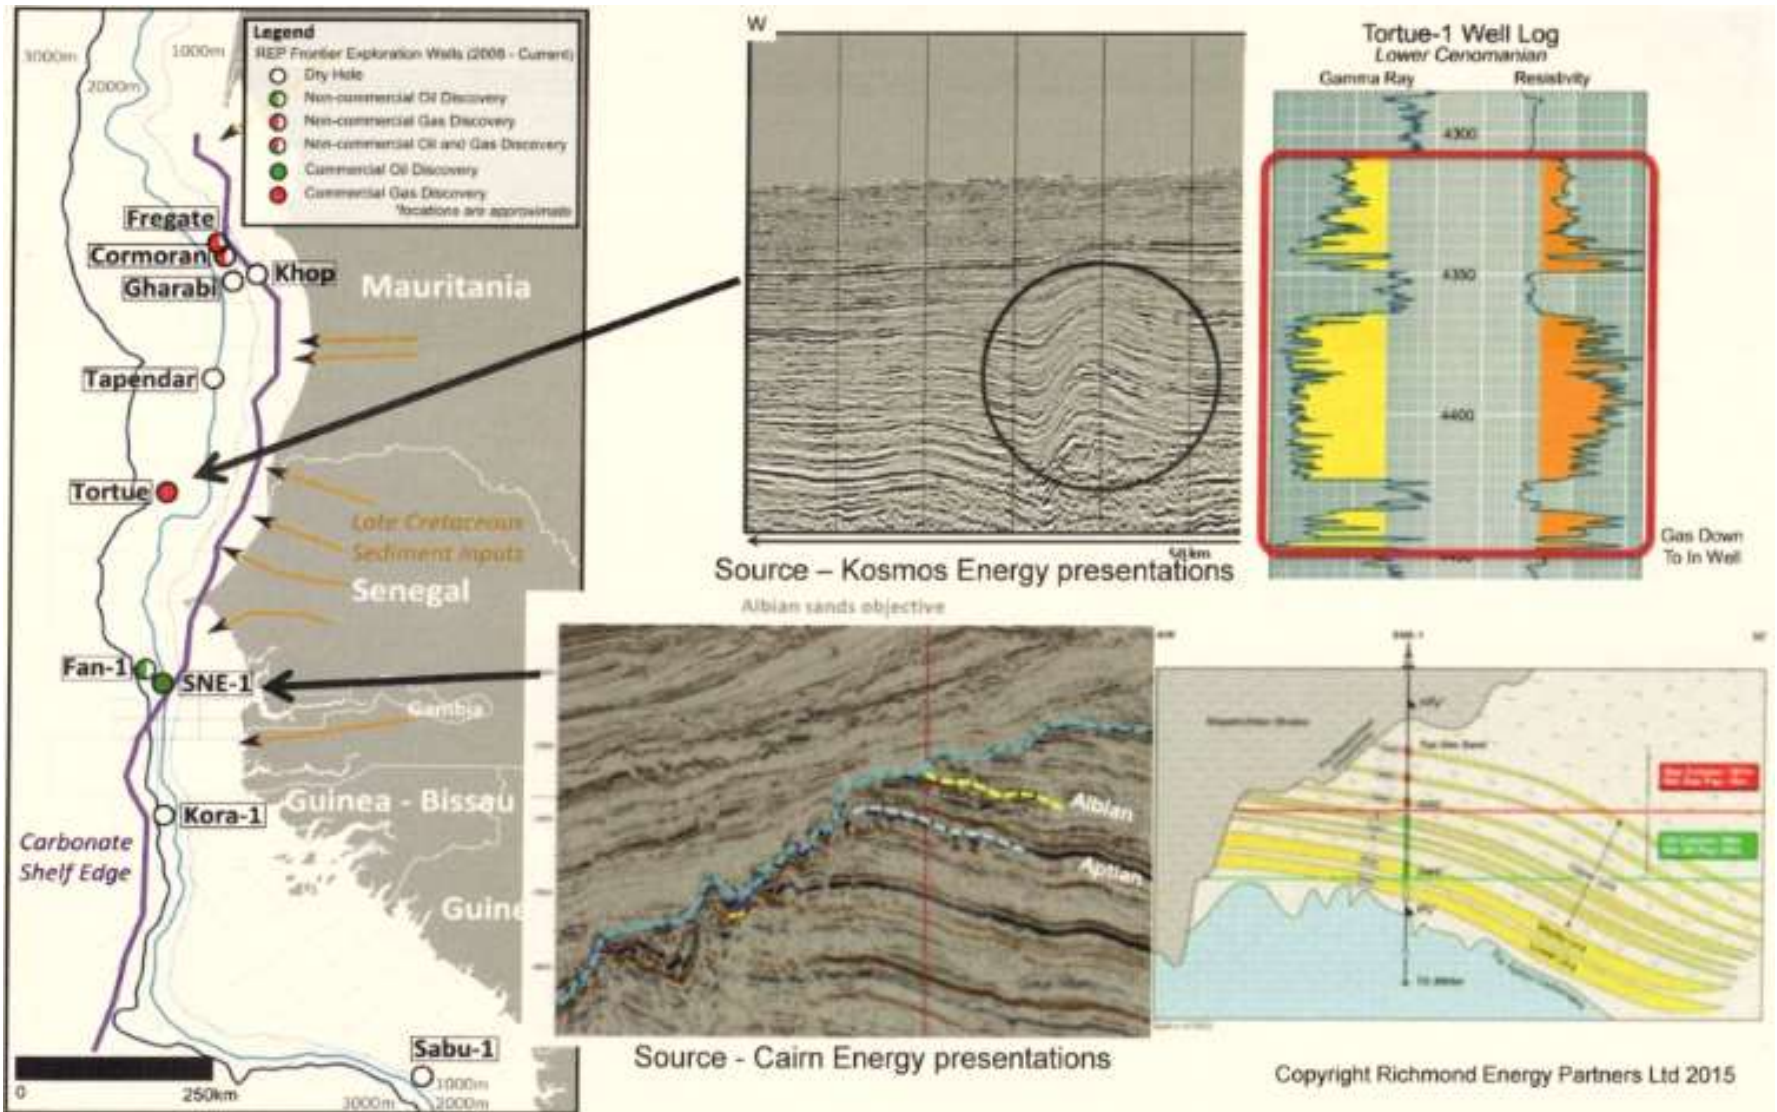 3000m
1000m
2000m
Legend
REP Frontier Exploration Wells (2008 - Current)
Dry Hole
Non-commercial Oil Discovery
Non-commercial Gas Discovery
Non-commercial Oil and Gas Discovery
Commercial Oil Discovery
Commercial Gas Discovery
*locations are approximate
Fregate
Cormoran
Gharabi
Khop
Mauritania
Tapendar
Tortue
Late Cretaceous
Sediment Inputs
Senegal
Fan-1
SNE-1
Gambia
Guinea - Bissau
Kora-1
Carbonate
Shelf Edge
Guine
Sabu-1
1000m
2000m
3000m
0
250km
W
50km
Source – Kosmos Energy presentations
Tortue-1 Well Log
Lower Cenomanian
Gamma Ray
Resistivity
4300
4350
4400
Gas Down
To In Well
Albian sands objective
Albian
Aptian
Source - Cairn Energy presentations
Copyright Richmond Energy Partners Ltd 2015